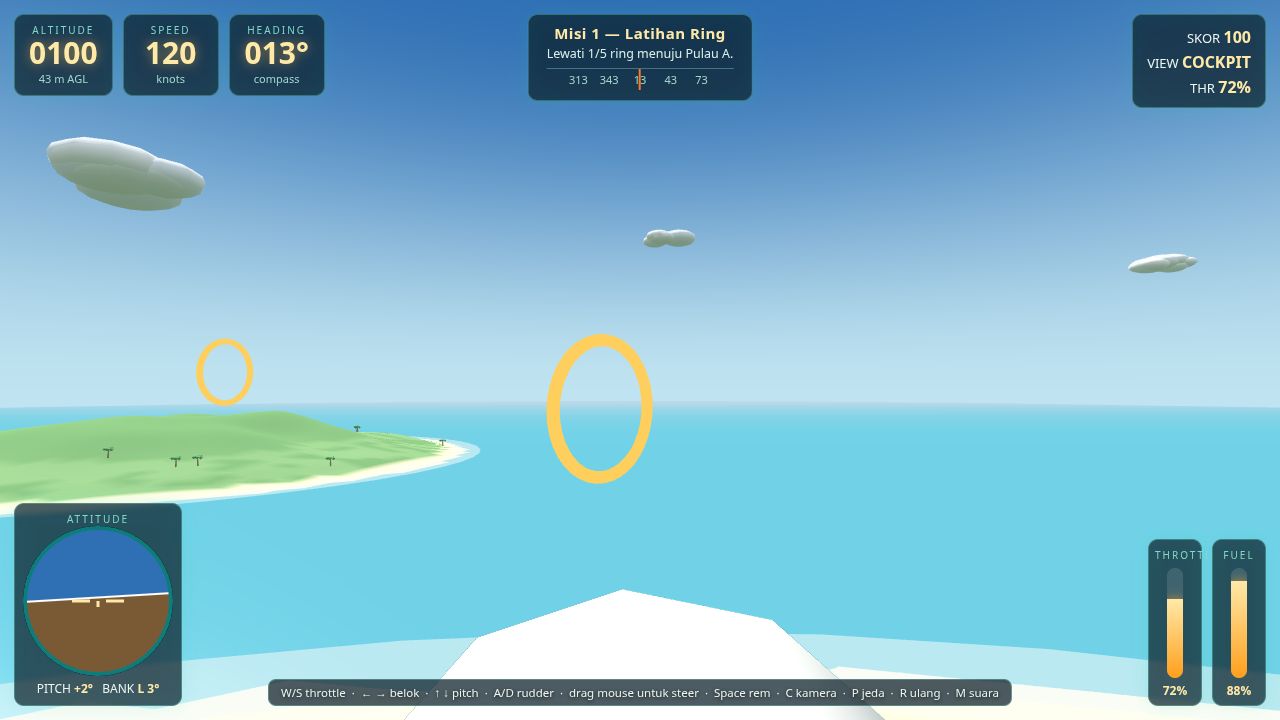 ALTITUDE
0100
43 m AGL
SPEED
120
knots
HEADING
013°
compass
Misi 1 — Latihan Ring
Lewati 1/5 ring menuju Pulau A.
313 343 13 43 73
SKOR 100
VIEW COCKPIT
THR 72%
ATTITUDE
PITCH +2° BANK L 3°
W/S throttle · ← → belok · ↑ ↓ pitch · A/D rudder · drag mouse untuk steer · Space rem · C kamera · P jeda · R ulang · M suara
THROTT
72%
FUEL
88%